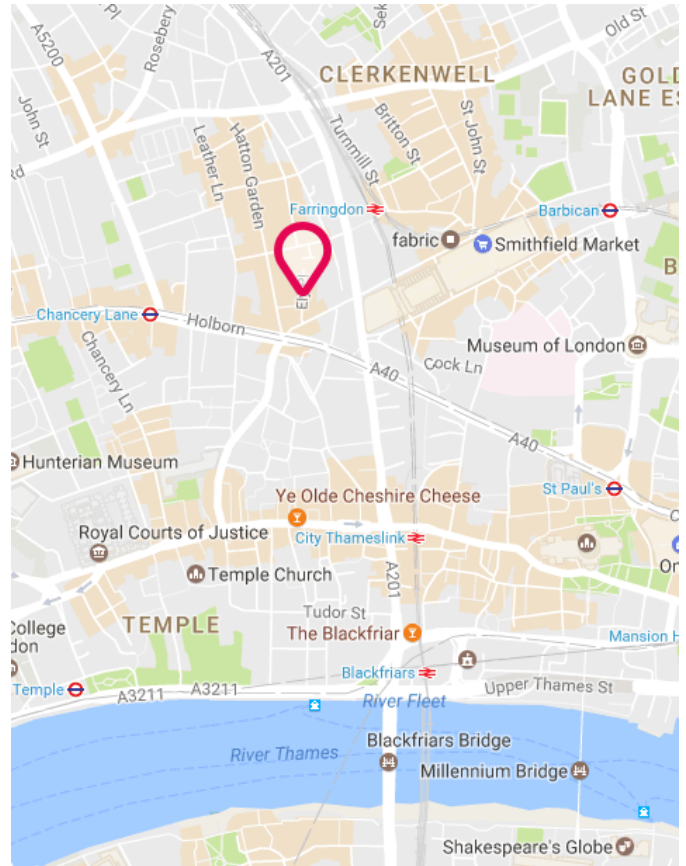 Pl
A5200
Rosebery
A201
Sek
Old St
CLERKENWELL
GOLD
LANE ES
John St
Leather Ln
Hatton Garden
Turnmill St
Britton St
St John St
Farringdon
Barbican
fabric
Smithfield Market
B
Chancery Lane
Holborn
Chancery Ln
A40
Cock Ln
Museum of London
A40
Hunterian Museum
St Paul's
C
Ye Olde Cheshire Cheese
Royal Courts of Justice
City Thameslink
On
Temple Church
A201
TEMPLE
Tudor St
The Blackfriar
Mansion H
College
don
Blackfriars
Temple
A3211
A3211
Upper Thames St
River Fleet
River Thames
Blackfriars Bridge
Millennium Bridge
Shakespeare's Globe